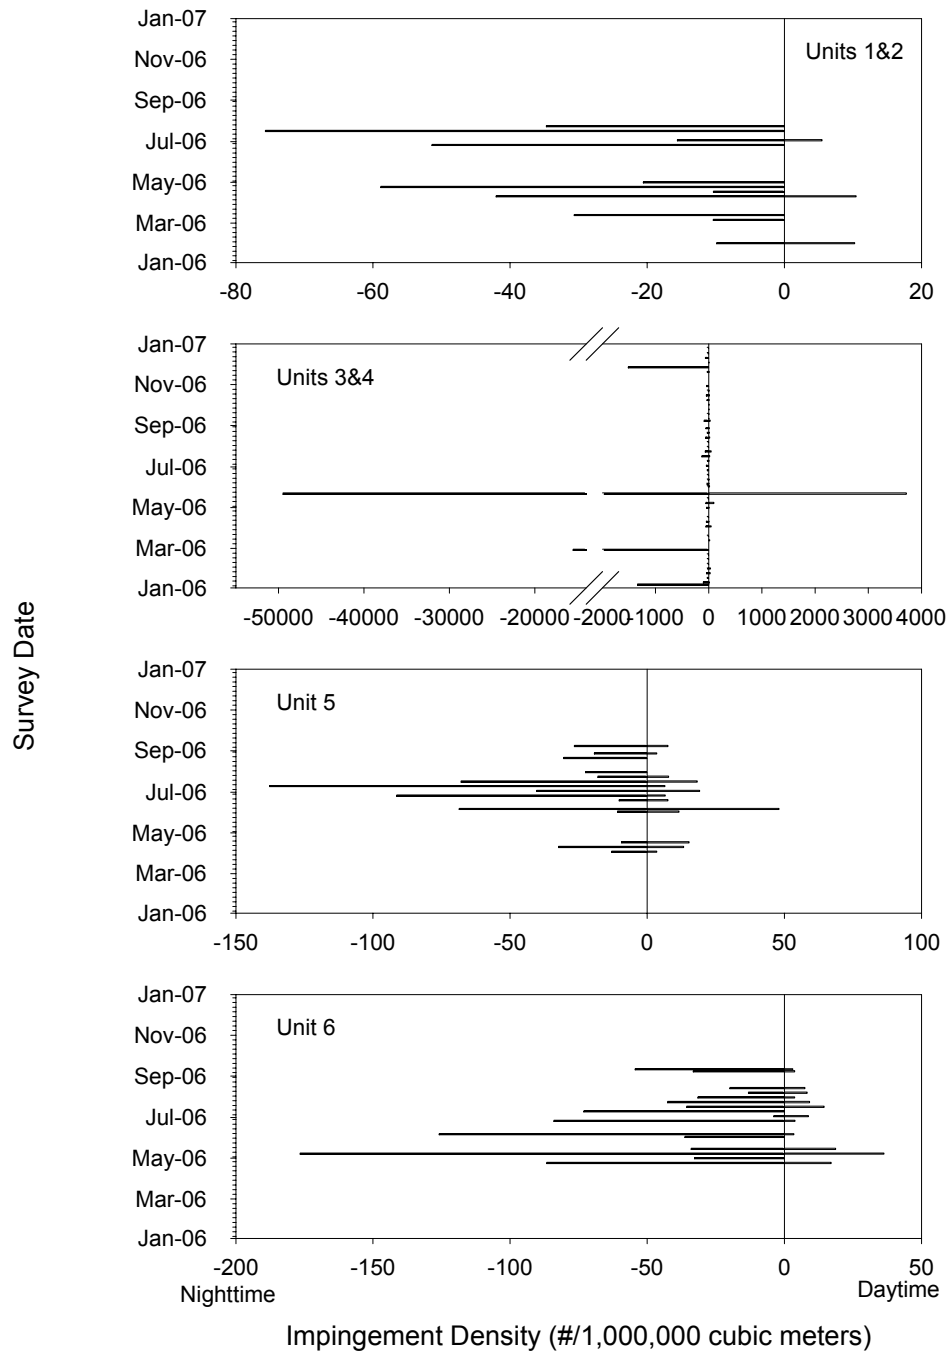 Jan-07
Units 1&2
Nov-06
Sep-06
Jul-06
May-06
Mar-06
Jan-06
-80 -60 -40 -20 0 20
Jan-07
Units 3&4
Nov-06
Sep-06
Jul-06
May-06
Mar-06
Jan-06
-50000 -40000 -30000 -20000 -2000 -1000 0 1000 2000 3000 4000
Survey Date
Jan-07
Unit 5
Nov-06
Sep-06
Jul-06
May-06
Mar-06
Jan-06
-150 -100 -50 0 50 100
Jan-07
Unit 6
Nov-06
Sep-06
Jul-06
May-06
Mar-06
Jan-06
-200 -150 -100 -50 0 50
Nighttime Daytime
Impingement Density (#/1,000,000 cubic meters)